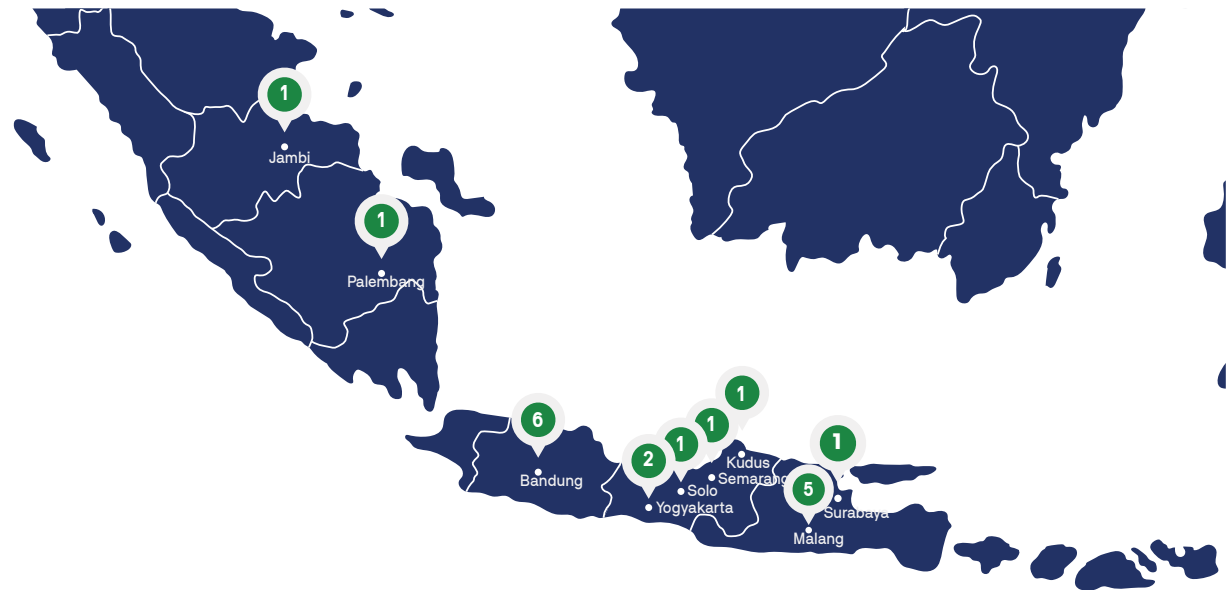 1
Jambi
1
Palembang
1
6
1
1
1
2
Kudus
Bandung
Semarang
5
Solo
Yogyakarta
Surabaya
Malang